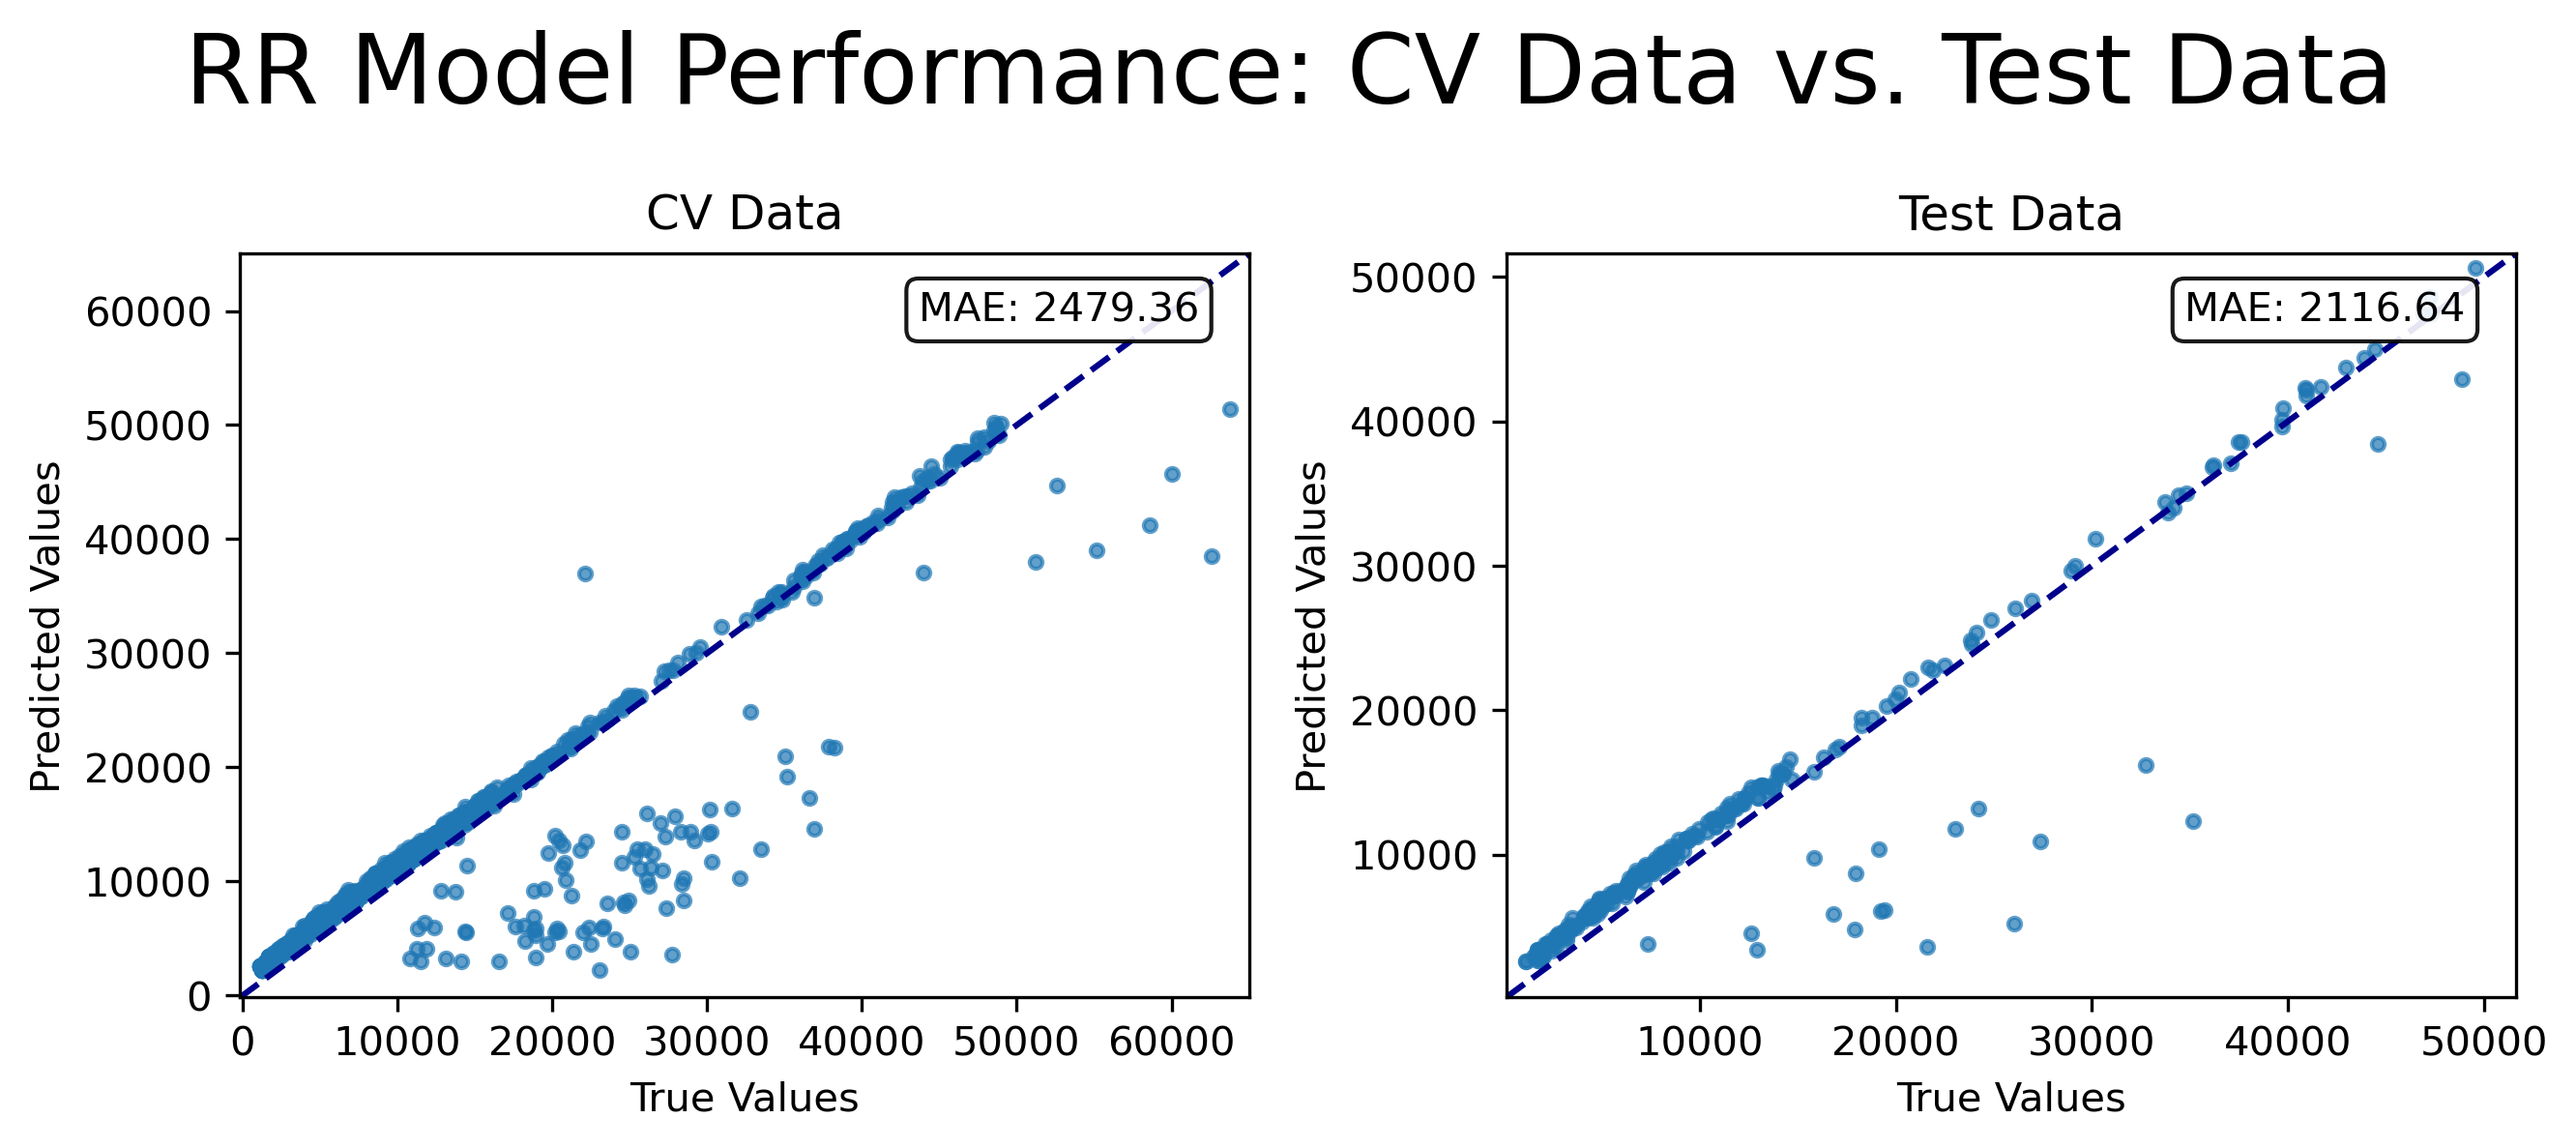 RR Model Performance: CV Data vs. Test Data
CV Data
MAE: 2479.36
60000
50000
40000
30000
20000
10000
0
Predicted Values
0 10000 20000 30000 40000 50000 60000
True Values
Test Data
MAE: 2116.64
50000
40000
30000
20000
10000
Predicted Values
10000 20000 30000 40000 50000
True Values